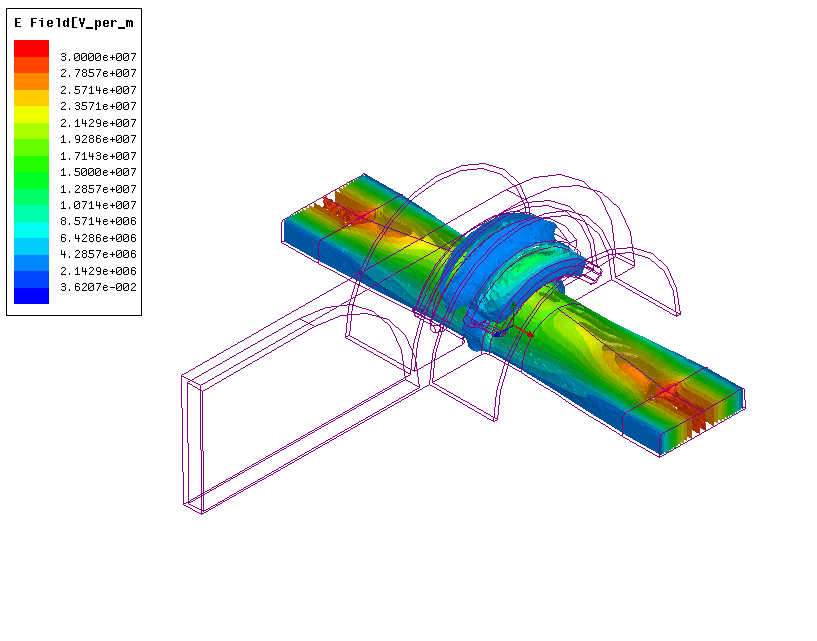 E Field[V_per_m
3.0000e+007
2.7857e+007
2.5714e+007
2.3571e+007
2.1429e+007
1.9286e+007
1.7143e+007
1.5000e+007
1.2857e+007
1.0714e+007
8.5714e+006
6.4286e+006
4.2857e+006
2.1429e+006
3.6207e-002